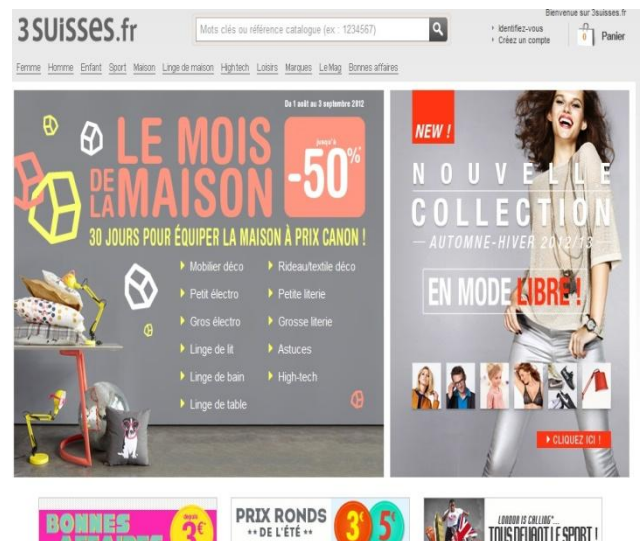 Bienvenue sur 3suisses.fr
3SUISSES.fr
Mots clés ou référence catalogue (ex : 1234567)
Identifiez-vous
Créez un compte
0
Panier
Femme Homme Enfant Sport Maison Linge de maison Hightech Loisirs Marques Le Mag Bonnes affaires
Du 1 août au 3 septembre 2012
LE MOIS
DE LA MAISON
jusqu'à
-50%*
30 JOURS POUR ÉQUIPER LA MAISON À PRIX CANON !
Mobilier déco
Petit électro
Gros électro
Linge de lit
Linge de bain
Linge de table
Rideau/textile déco
Petite literie
Grosse literie
Astuces
High-tech
NEW !
NOUVELLE
COLLECTION
— AUTOMNE-HIVER 2012/13 —
EN MODE LIBRE !
CLIQUEZ ICI !
BONNES
AFFAIRES
depuis
3€
PRIX RONDS
** DE L'ÉTÉ **
3€
5€
LONDON IS CALLING*...
TOUS DEVANT LE SPORT !